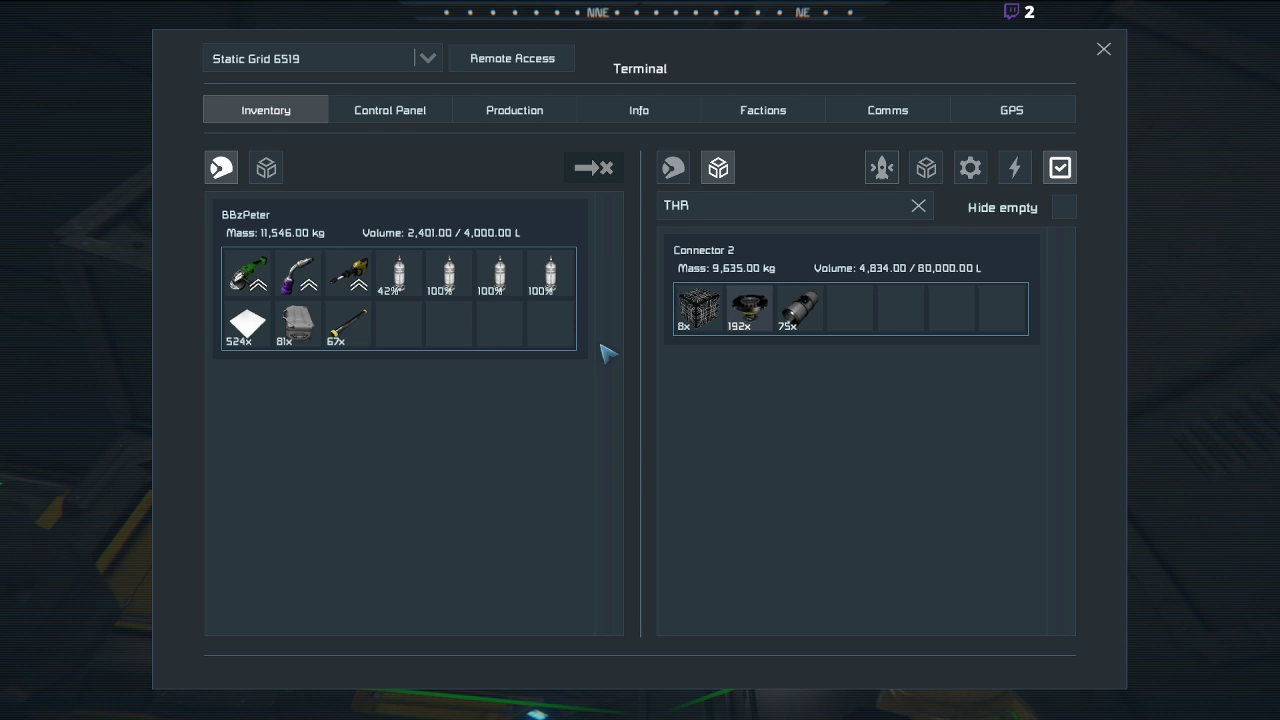 NNE NE 2
Static Grid 6519 Remote Access
Terminal
Inventory Control Panel Production Info Factions Comms GPS
THR Hide empty
BBzPeter
Mass: 11,546.00 kg Volume: 2,401.00 / 4,000.00 L
42% 100% 100% 100%
524x 81x 67x
Connector 2
Mass: 9,635.00 kg Volume: 4,834.00 / 80,000.00 L
8x 192x 75x